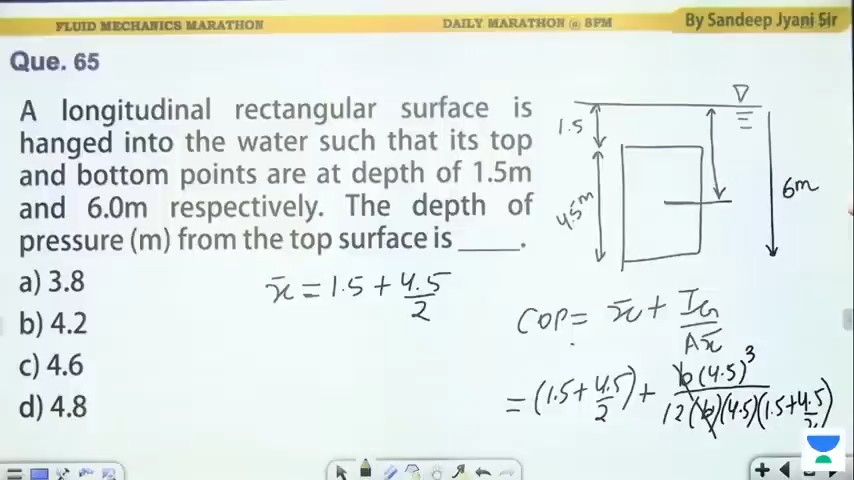 FLUID MECHANICS MARATHON
DAILY MARATHON @ 8PM
By Sandeep Jyani Sir
Que. 65
A longitudinal rectangular surface is
hanged into the water such that its top
and bottom points are at depth of 1.5m
and 6.0m respectively. The depth of
pressure (m) from the top surface is _____.
a) 3.8
b) 4.2
c) 4.6
d) 4.8
1.5
4.5m
6m
x̄ = 1.5 + 4.5/2
COP = x̄ + IG/Ax̄
= (1.5 + 4.5/2) + b(4.5)³/12(b)(4.5)(1.5+4.5/2)